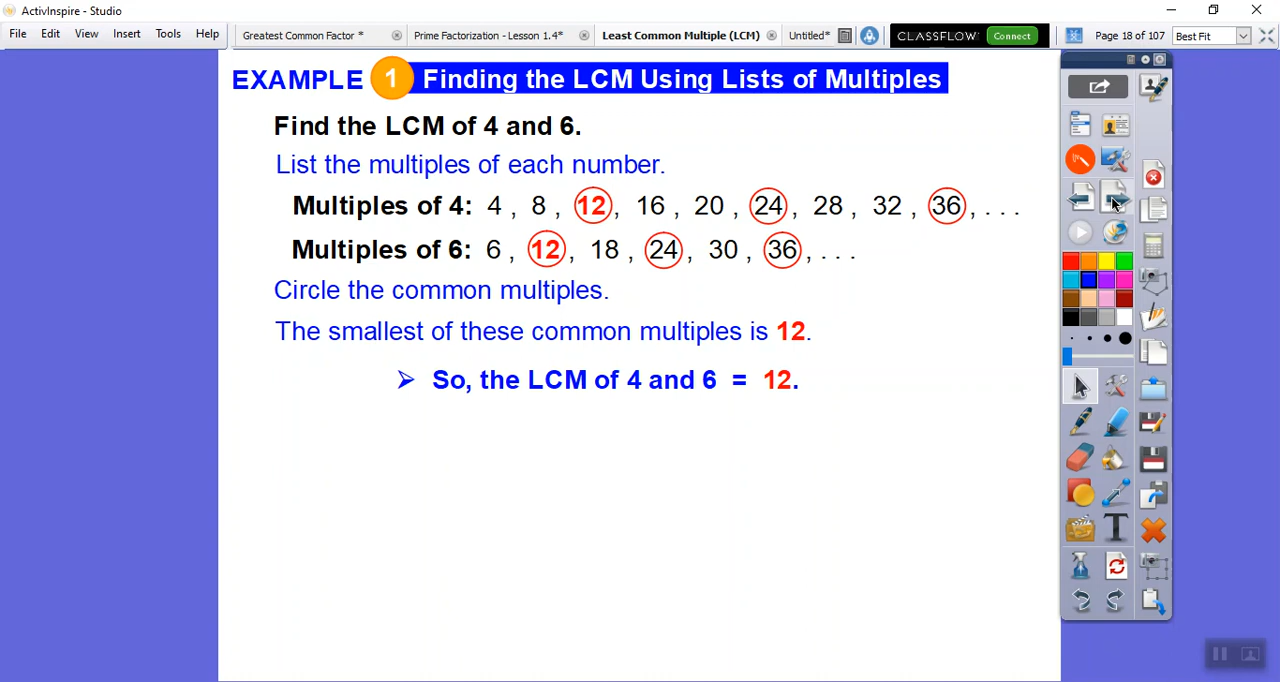 ActivInspire - Studio
File Edit View Insert Tools Help
Greatest Common Factor * Prime Factorization - Lesson 1.4* Least Common Multiple (LCM) Untitled* CLASSFLOW Connect Page 18 of 107 Best Fit
EXAMPLE 1 Finding the LCM Using Lists of Multiples
Find the LCM of 4 and 6.
List the multiples of each number.
Multiples of 4: 4 , 8 , 12 , 16 , 20 , 24 , 28 , 32 , 36 , . . .
Multiples of 6: 6 , 12 , 18 , 24 , 30 , 36 , . . .
Circle the common multiples.
The smallest of these common multiples is 12.
➢ So, the LCM of 4 and 6 = 12.